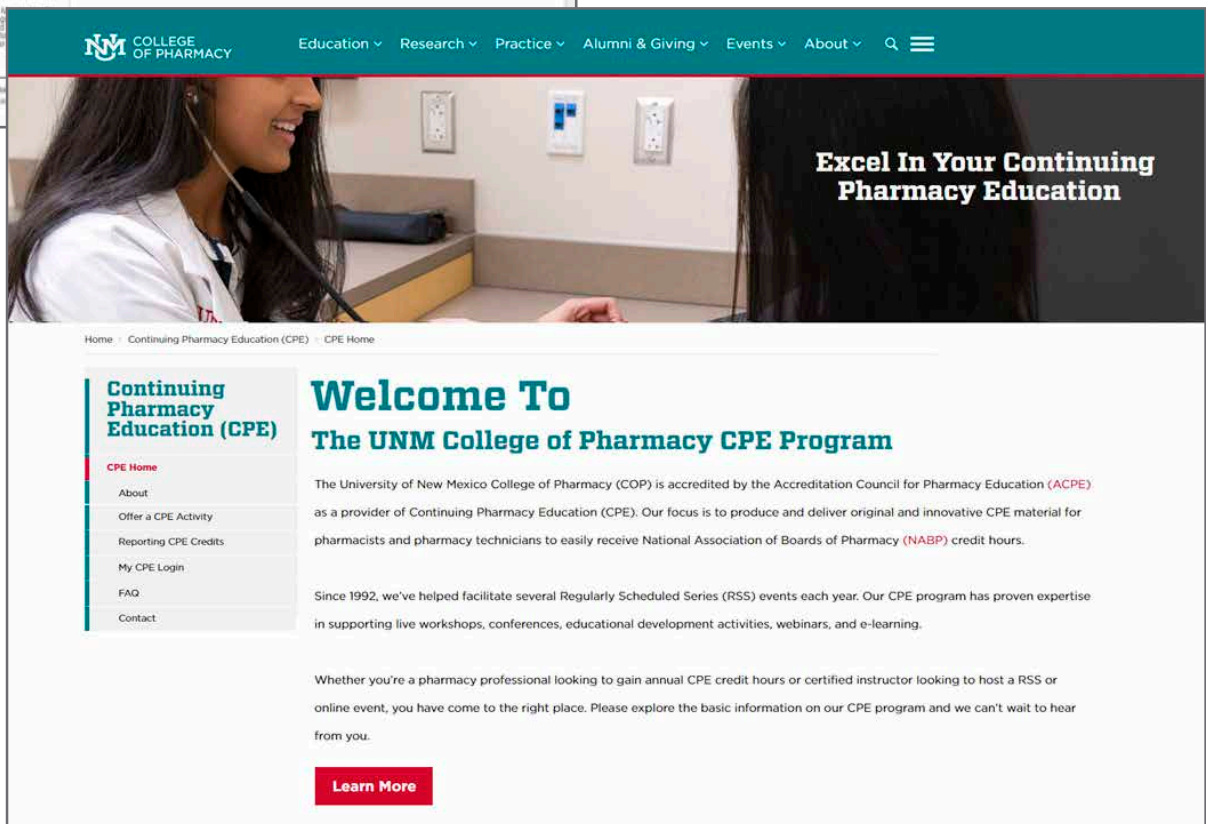 UNM COLLEGE
OF PHARMACY
Education
Research
Practice
Alumni & Giving
Events
About
Excel In Your Continuing
Pharmacy Education
Home
Continuing Pharmacy Education (CPE)
CPE Home
Continuing
Pharmacy
Education (CPE)
CPE Home
About
Offer a CPE Activity
Reporting CPE Credits
My CPE Login
FAQ
Contact
Welcome To
The UNM College of Pharmacy CPE Program
The University of New Mexico College of Pharmacy (COP) is accredited by the Accreditation Council for Pharmacy Education (ACPE)
as a provider of Continuing Pharmacy Education (CPE). Our focus is to produce and deliver original and innovative CPE material for
pharmacists and pharmacy technicians to easily receive National Association of Boards of Pharmacy (NABP) credit hours.
Since 1992, we've helped facilitate several Regularly Scheduled Series (RSS) events each year. Our CPE program has proven expertise
in supporting live workshops, conferences, educational development activities, webinars, and e-learning.
Whether you're a pharmacy professional looking to gain annual CPE credit hours or certified instructor looking to host a RSS or
online event, you have come to the right place. Please explore the basic information on our CPE program and we can't wait to hear
from you.
Learn More